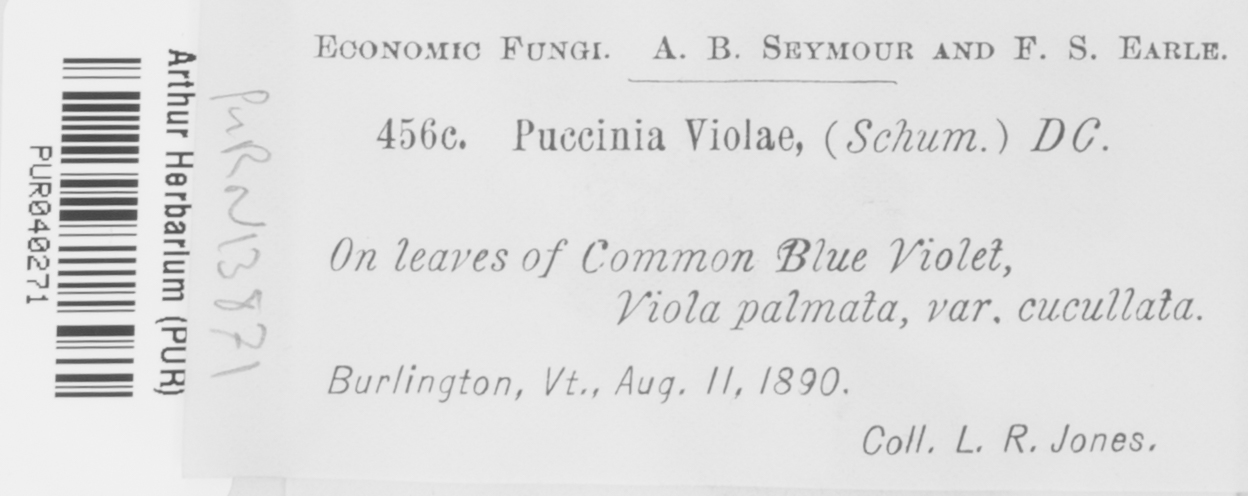 ECONOMIC FUNGI. A. B. SEYMOUR AND F. S. EARLE.
456c. Puccinia Violae, (Schum.) DC.
On leaves of Common Blue Violet,
Viola palmata, var. cucullata.
Burlington, Vt., Aug. 11, 1890.
Coll. L. R. Jones.
PUR N13871
Arthur Herbarium (PUR)
PUR040271